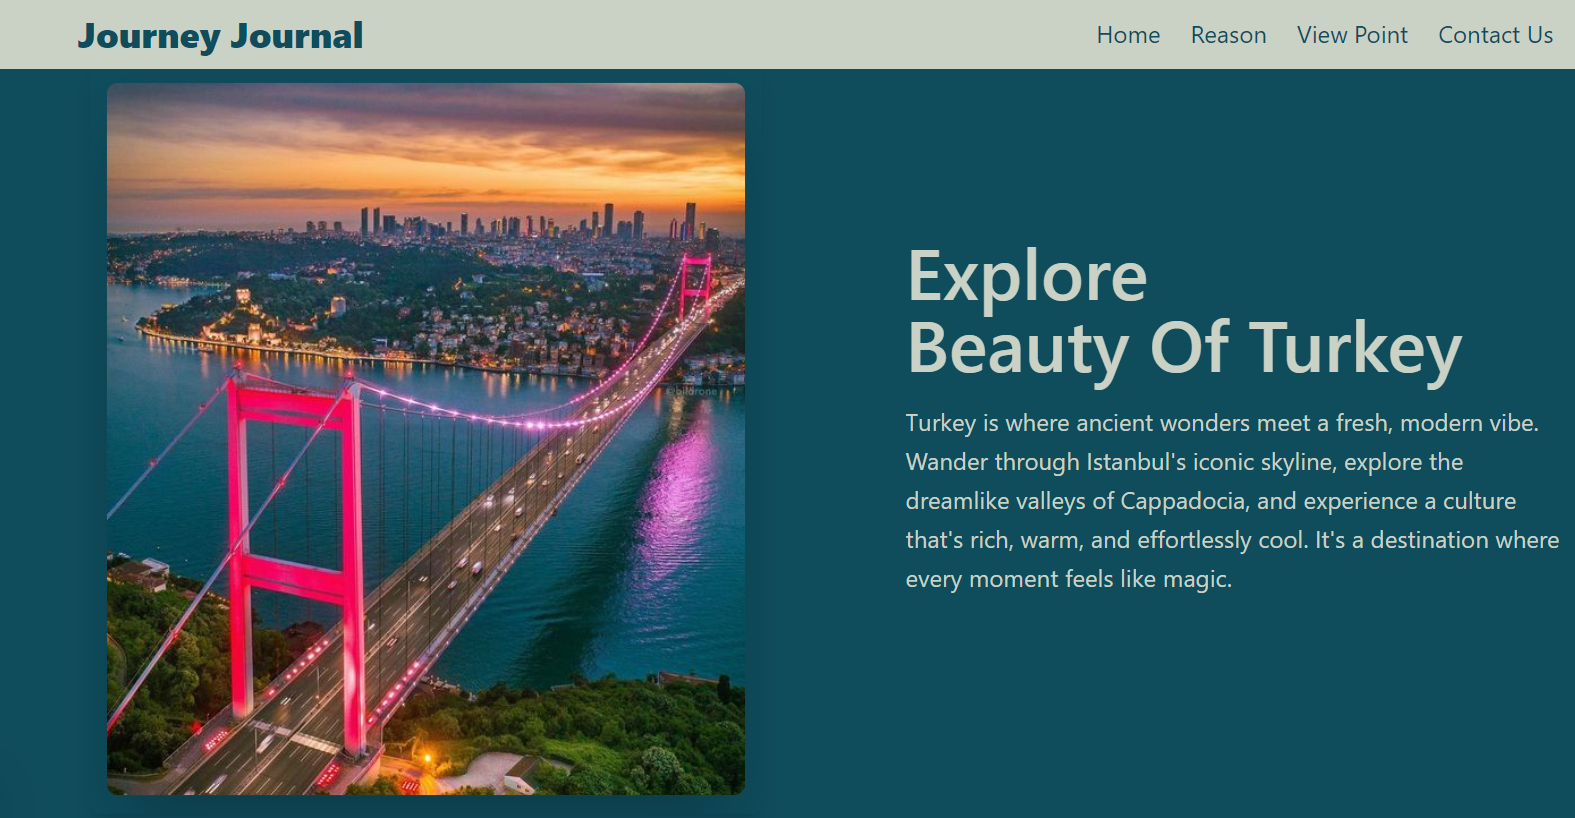 Journey Journal
Home Reason View Point Contact Us
Explore
Beauty Of Turkey
Turkey is where ancient wonders meet a fresh, modern vibe.
Wander through Istanbul's iconic skyline, explore the
dreamlike valleys of Cappadocia, and experience a culture
that's rich, warm, and effortlessly cool. It's a destination where
every moment feels like magic.